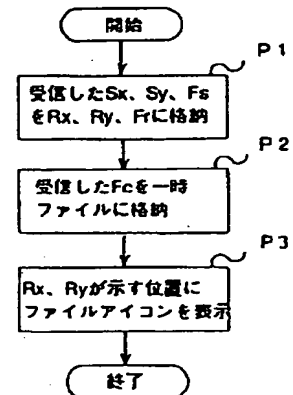 開始
P1
受信したSx、Sy、Fs
をRx、Ry、Frに格納
P2
受信したFcを一時
ファイルに格納
P3
Rx、Ryが示す位置に
ファイルアイコンを表示
終了